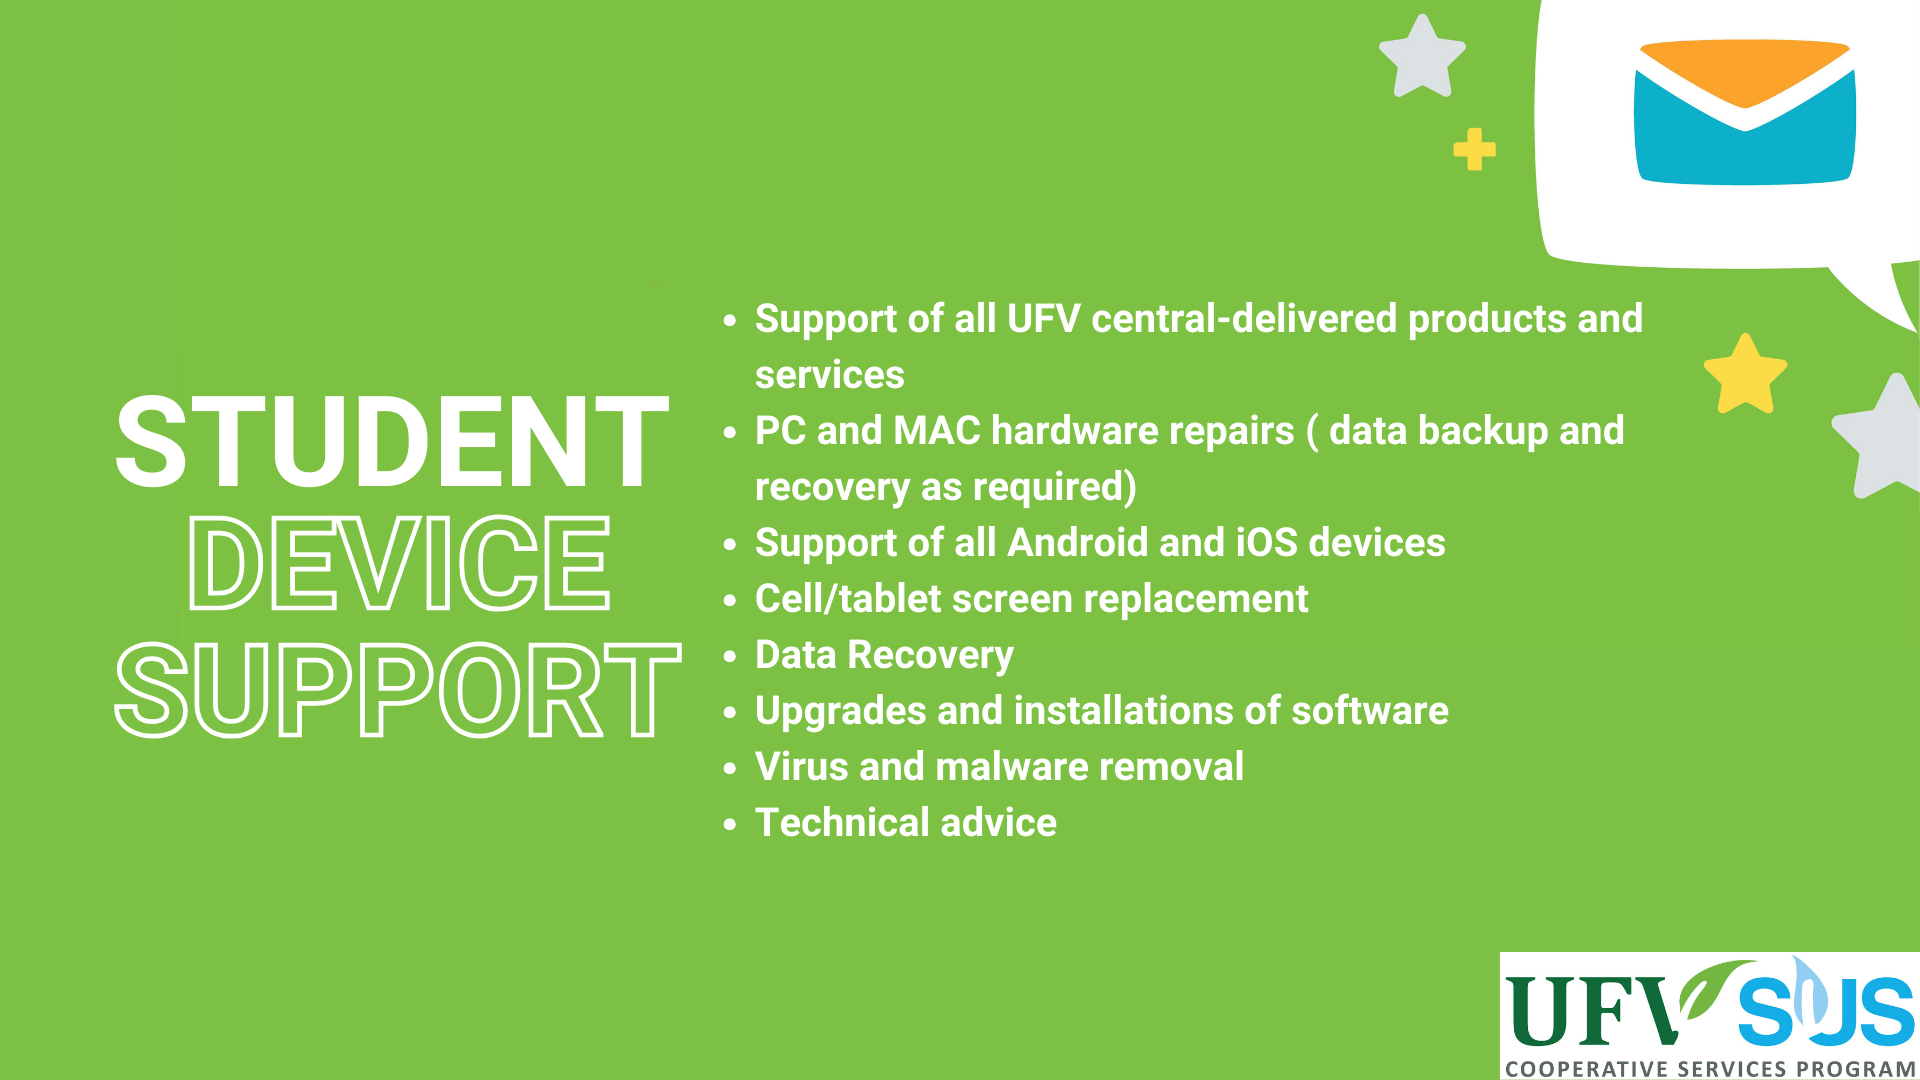 STUDENT
DEVICE
SUPPORT
• Support of all UFV central-delivered products and
services
• PC and MAC hardware repairs ( data backup and
recovery as required)
• Support of all Android and iOS devices
• Cell/tablet screen replacement
• Data Recovery
• Upgrades and installations of software
• Virus and malware removal
• Technical advice
UFV SUS
COOPERATIVE SERVICES PROGRAM